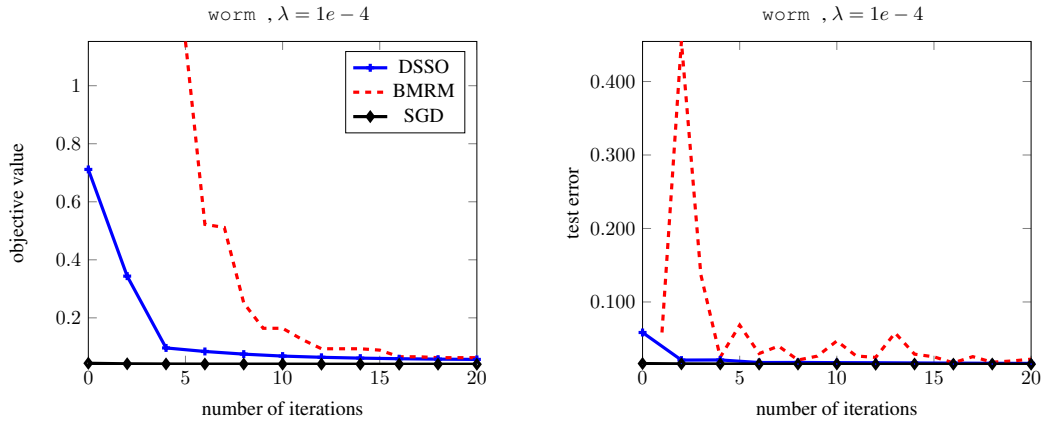 worm , λ = 1e − 4
objective value
1
0.8
0.6
0.4
0.2
0 5 10 15 20
number of iterations
DSSO
BMRM
SGD
worm , λ = 1e − 4
test error
0.400
0.300
0.200
0.100
0 5 10 15 20
number of iterations